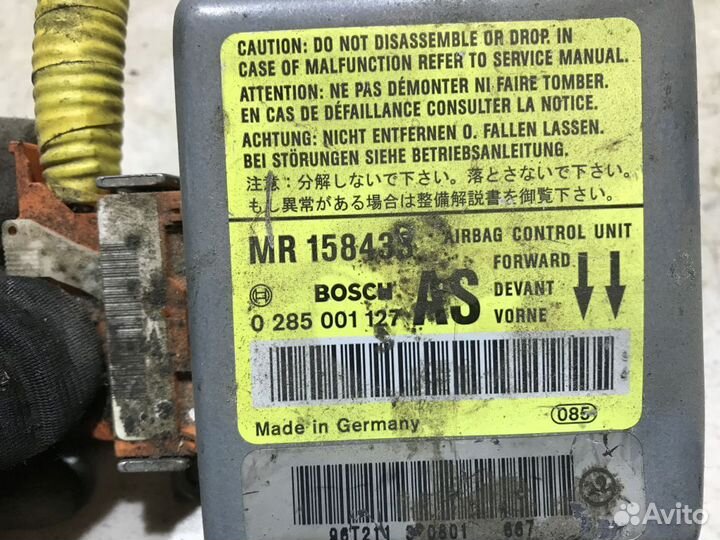 CAUTION: DO NOT DISASSEMBLE OR DROP. IN
CASE OF MALFUNCTION REFER TO SERVICE MANUAL.
ATTENTION: NE PAS DÉMONTER NI FAIRE TOMBER.
EN CAS DE DÉFAILLANCE CONSULTER LA NOTICE.
ACHTUNG: NICHT ENTFERNEN O. FALLEN LASSEN.
BEI STÖRUNGEN SIEHE BETRIEBSANLEITUNG.
注意：分解しないで下さい。落とさないで下さい。
もし異常がある場合は整備解説書を御覧下さい。
MR 158433 AIRBAG CONTROL UNIT
BOSCH AS
0 285 001 127
FORWARD
DEVANT
VORNE
Made in Germany
085
667
Avito